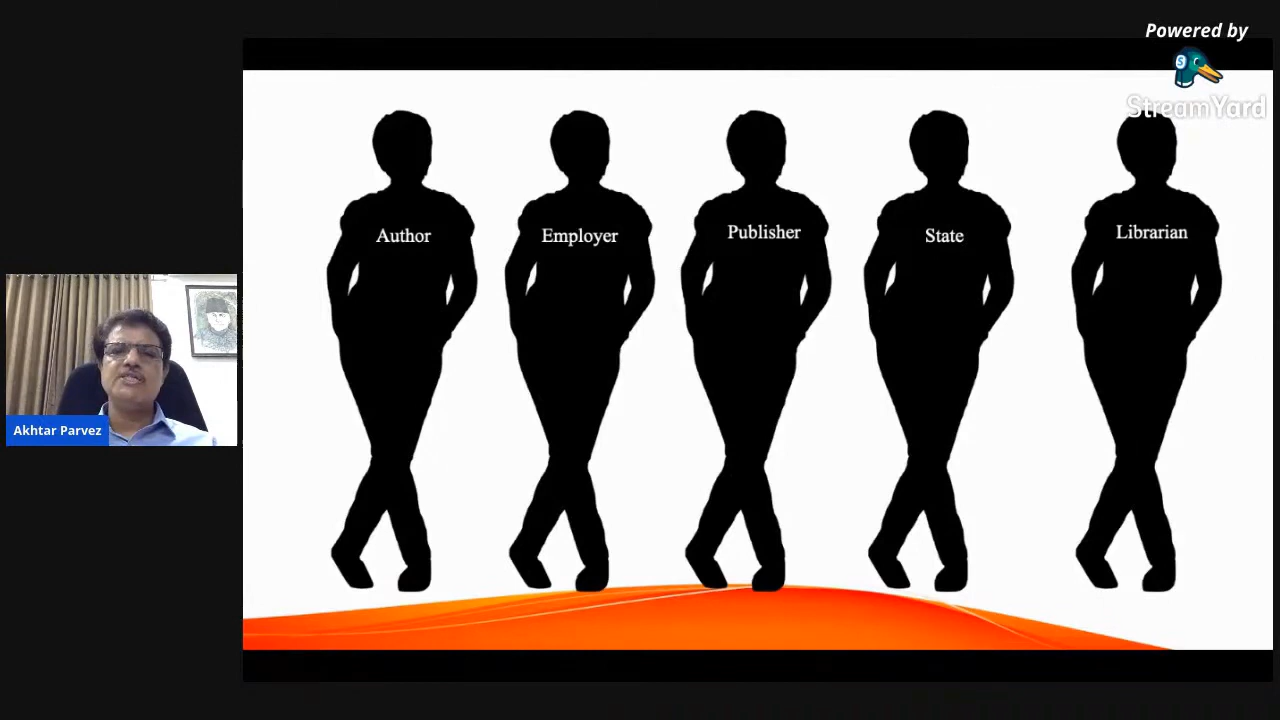 Powered by
S
StreamYard
Author
Employer
Publisher
State
Librarian
Akhtar Parvez